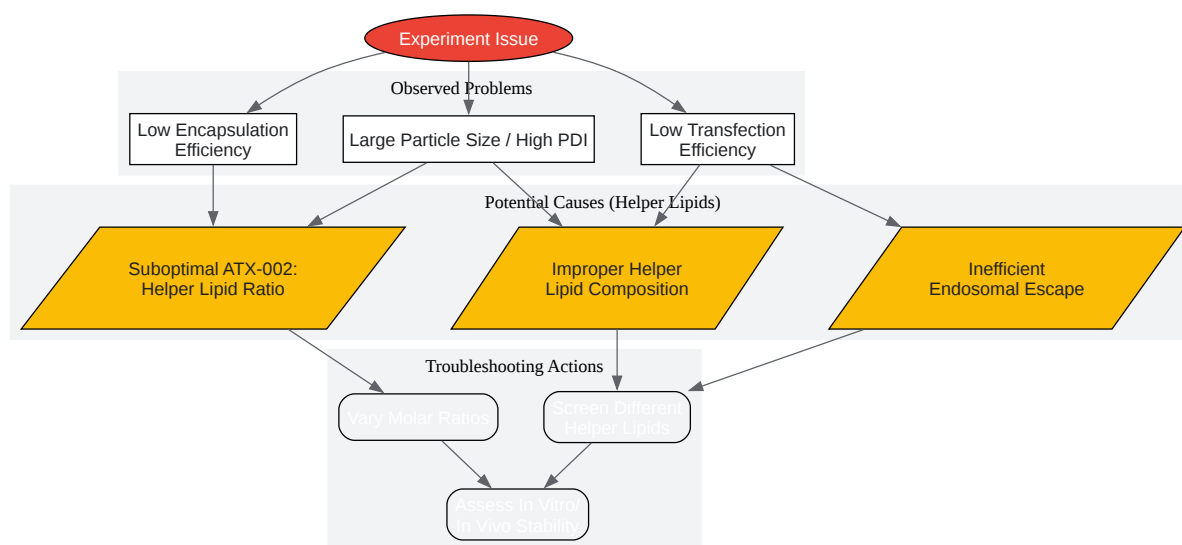 Experiment Issue
Observed Problems
Low Encapsulation
Efficiency
Large Particle Size / High PDI
Low Transfection
Efficiency
Potential Causes (Helper Lipids)
Suboptimal ATX-002:
Helper Lipid Ratio
Improper Helper
Lipid Composition
Inefficient
Endosomal Escape
Troubleshooting Actions
Vary Molar Ratios
Screen Different
Helper Lipids
Assess In Vitro/
In Vivo Stability